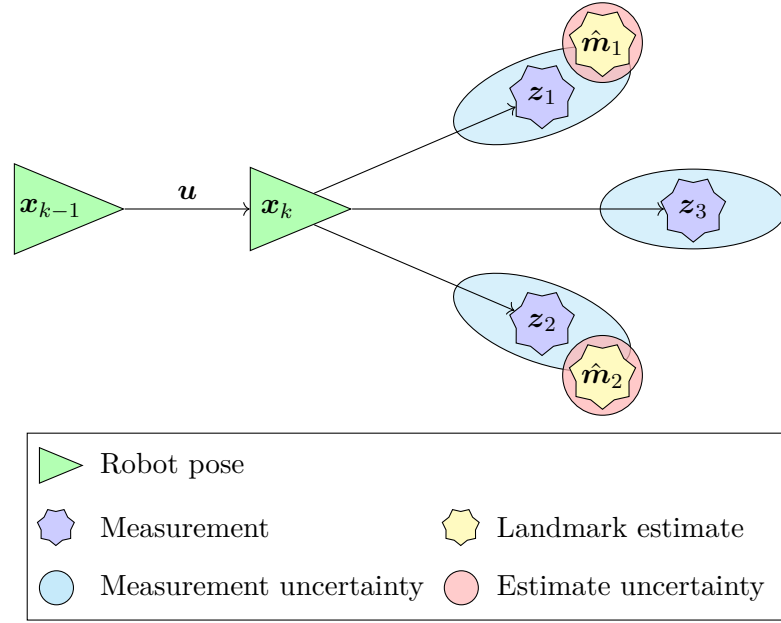 m̂₁
z₁
u
xₖ₋₁
xₖ
z₃
z₂
m̂₂
Robot pose
Measurement
Landmark estimate
Measurement uncertainty
Estimate uncertainty